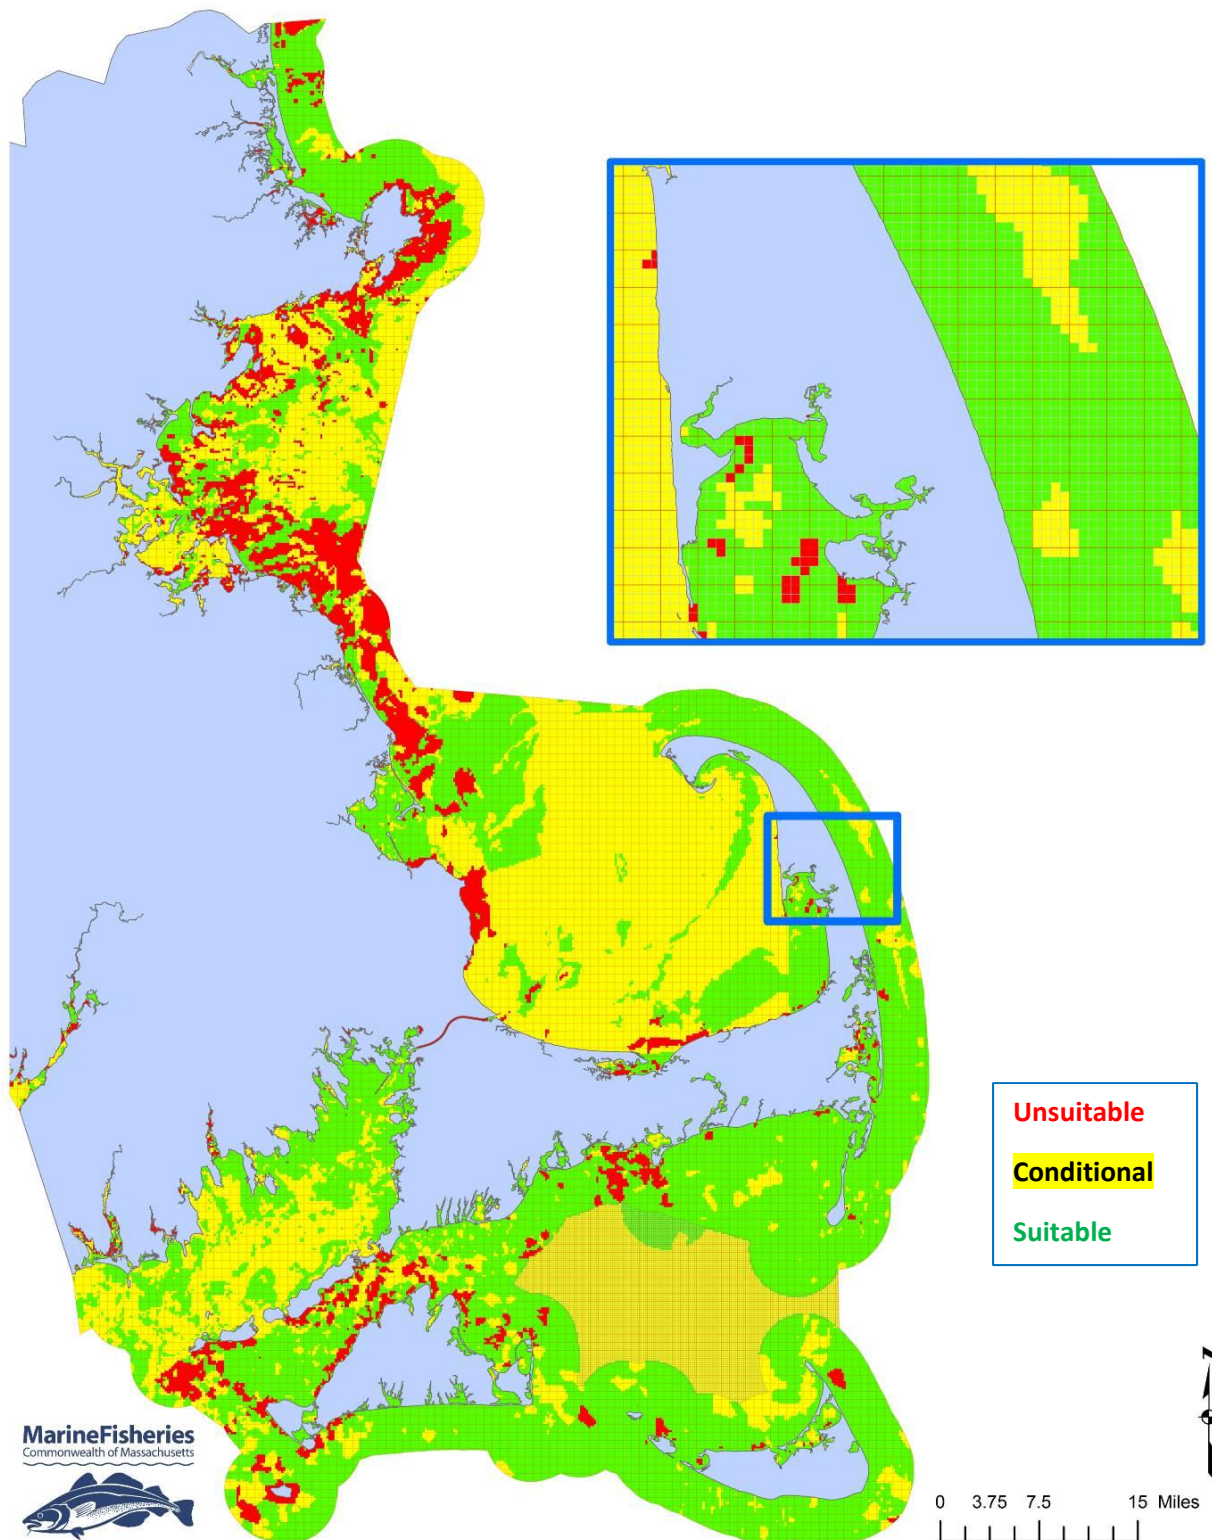 Unsuitable
Conditional
Suitable
MarineFisheries
Commonwealth of Massachusetts
0 3.75 7.5 15 Miles